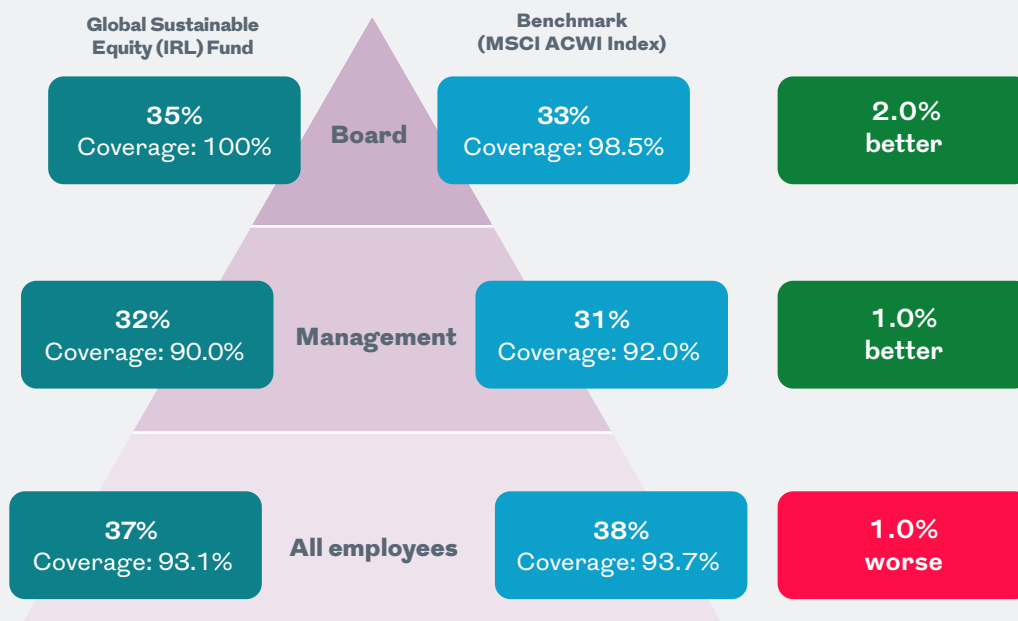 Global Sustainable
Equity (IRL) Fund
Benchmark
(MSCI ACWI Index)
35%
Coverage: 100%
Board
33%
Coverage: 98.5%
2.0%
better
32%
Coverage: 90.0%
Management
31%
Coverage: 92.0%
1.0%
better
37%
Coverage: 93.1%
All employees
38%
Coverage: 93.7%
1.0%
worse